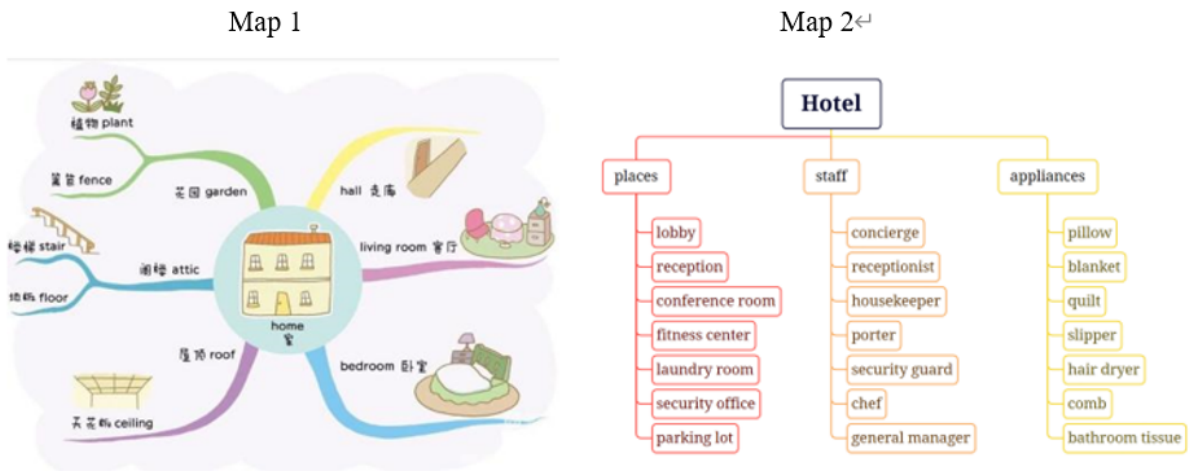 Map 1
植物 plant
篱笆 fence
花园 garden
楼梯 stair
阁楼 attic
地板 floor
屋顶 roof
天花板 ceiling
home
家
hall 走廊
living room 客厅
bedroom 卧室
Map 2↵
Hotel
places
lobby
reception
conference room
fitness center
laundry room
security office
parking lot
staff
concierge
receptionist
housekeeper
porter
security guard
chef
general manager
appliances
pillow
blanket
quilt
slipper
hair dryer
comb
bathroom tissue